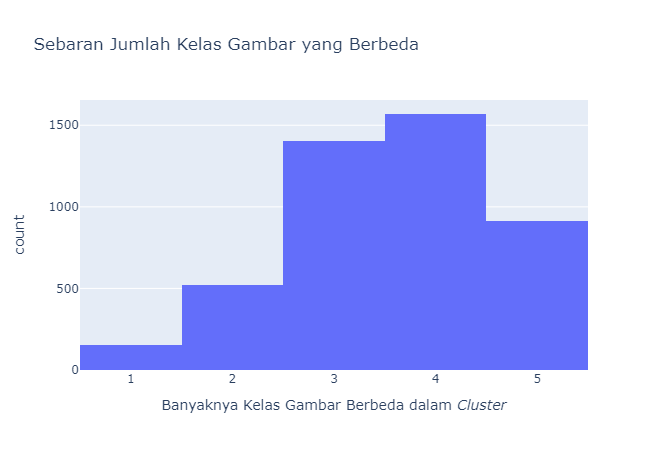 Sebaran Jumlah Kelas Gambar yang Berbeda
1500
1000
500
0
count
1 2 3 4 5
Banyaknya Kelas Gambar Berbeda dalam Cluster